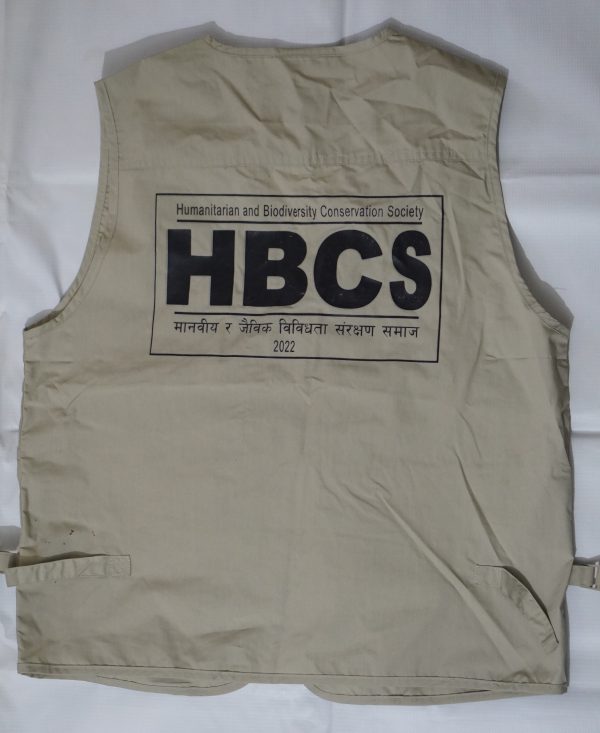 Humanitarian and Biodiversity Conservation Society
HBCS
मानवीय र जैविक विविधता संरक्षण समाज
2022